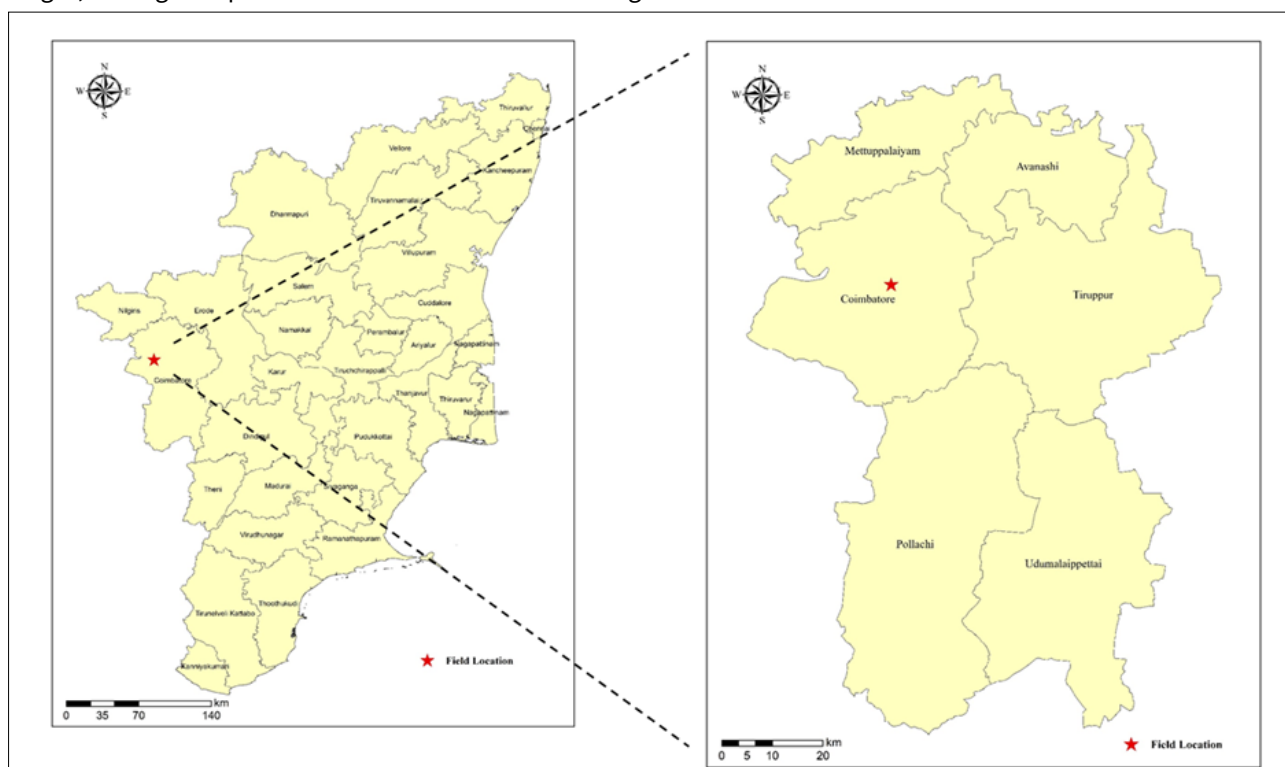 N
W
E
S
Thiruvallur
Chennai
Vellore
Kancheepuram
Tiruvannamalai
Dharmapuri
Villupuram
Salem
Nilgiris
Erode
Cuddalore
Namakkal
Perambalur
Ariyalur
Nagapattinam
Coimbatore
Karur
Tiruchchirappalli
Thanjavur
Thiruvarur
Nagapattinam
Dindigul
Pudukkottai
Theni
Madurai
Sivaganga
Virudhunagar
Ramanathapuram
Tirunelveli Kattabo
Thoothukudi
Kanniyakumari
Field Location
km
0 35 70 140
N
W
E
S
Mettuppalaiyam
Avanashi
Coimbatore
Tiruppur
Pollachi
Udumalaippettai
km
0 5 10 20
Field Location